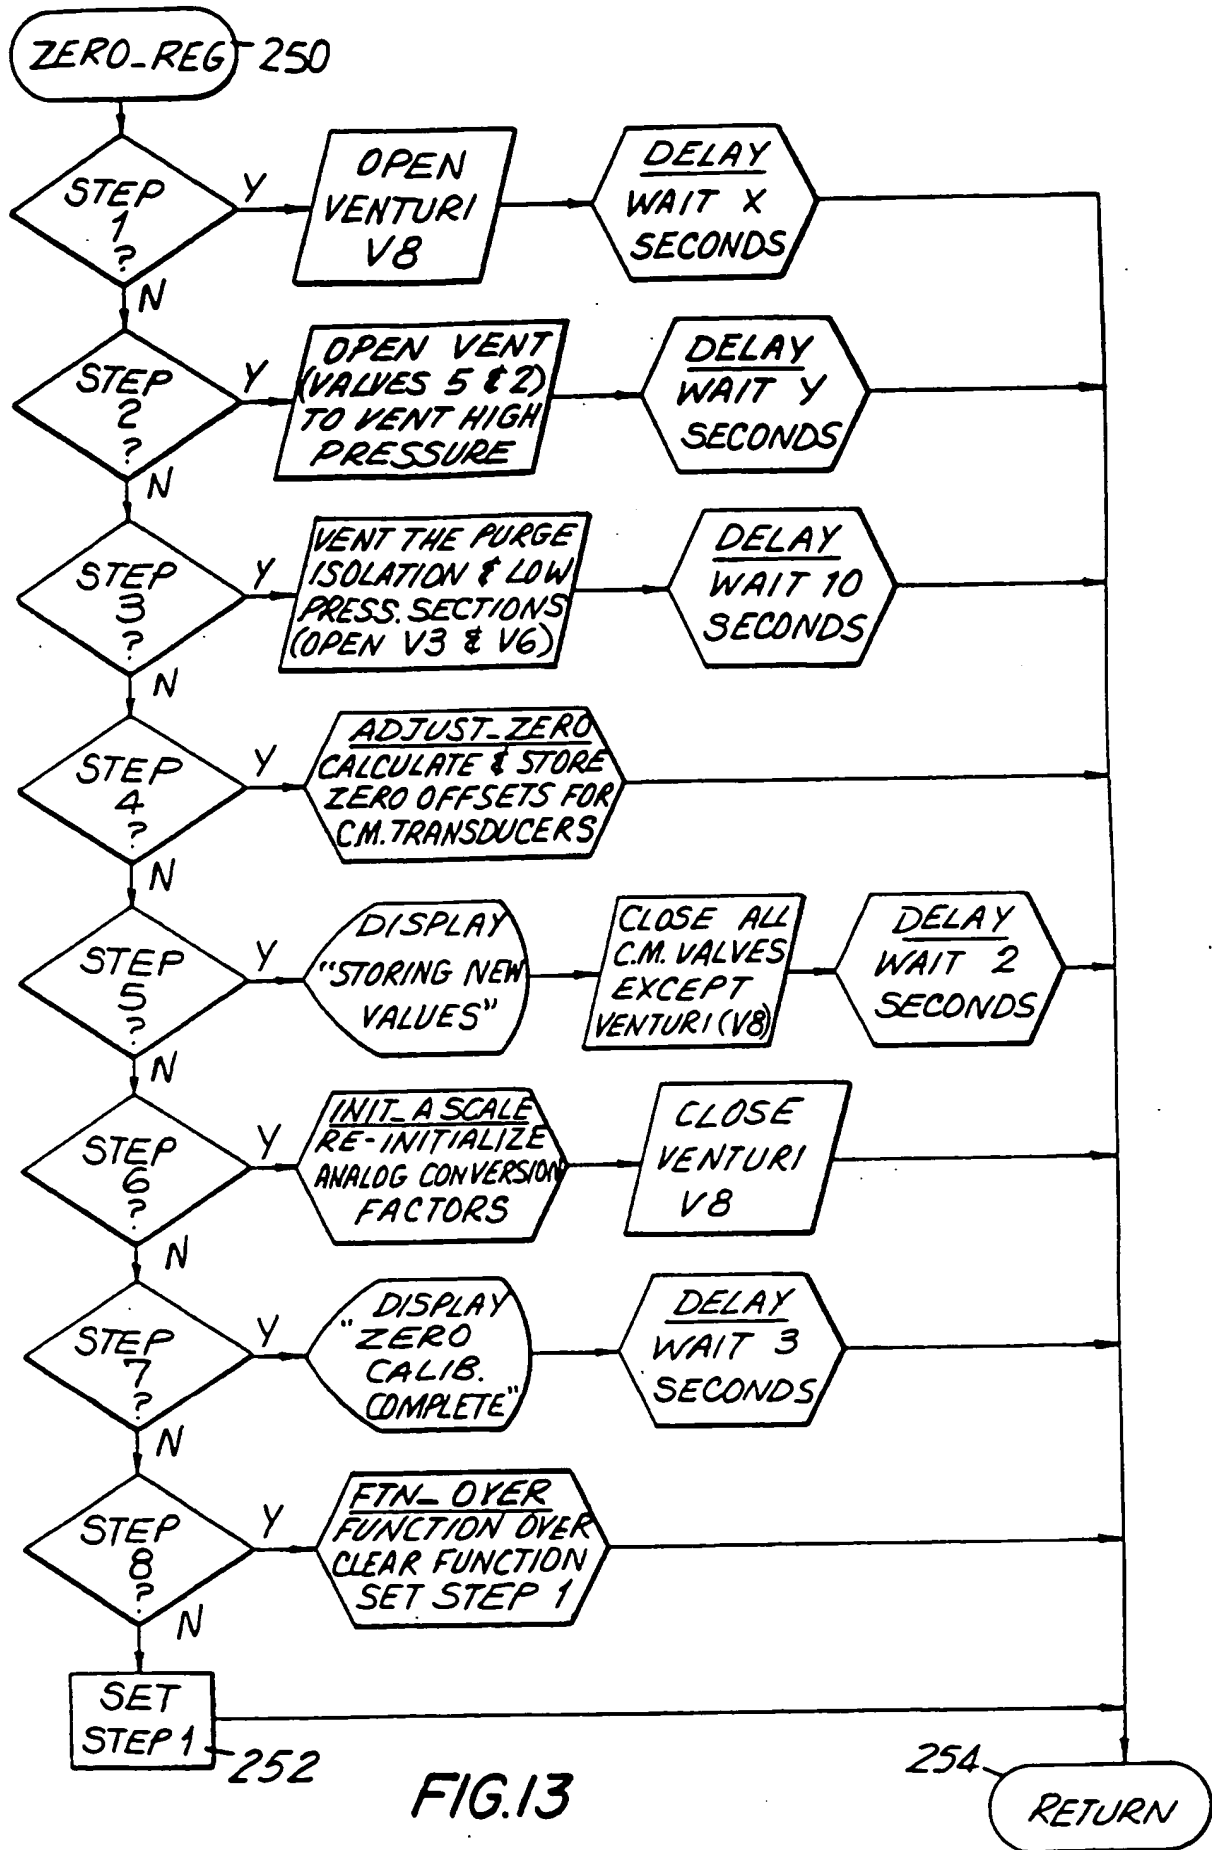 ZERO_REG 250
STEP
1
?
Y
N
OPEN
VENTURI
V8
DELAY
WAIT X
SECONDS
STEP
2
?
Y
N
OPEN VENT
(VALVES 5 & 2)
TO VENT HIGH
PRESSURE
DELAY
WAIT Y
SECONDS
STEP
3
?
Y
N
VENT THE PURGE
ISOLATION & LOW
PRESS. SECTIONS
(OPEN V3 & V6)
DELAY
WAIT 10
SECONDS
STEP
4
?
Y
N
ADJUST_ZERO
CALCULATE & STORE
ZERO OFFSETS FOR
C.M. TRANSDUCERS
STEP
5
?
Y
N
DISPLAY
"STORING NEW
VALUES"
CLOSE ALL
C.M. VALVES
EXCEPT
VENTURI (V8)
DELAY
WAIT 2
SECONDS
STEP
6
?
Y
N
INIT_A SCALE
RE-INITIALIZE
ANALOG CONVERSION
FACTORS
CLOSE
VENTURI
V8
STEP
7
?
Y
N
DISPLAY
"ZERO
CALIB.
COMPLETE"
DELAY
WAIT 3
SECONDS
STEP
8
?
Y
N
FTN_OVER
FUNCTION OVER
CLEAR FUNCTION
SET STEP 1
SET
STEP 1
252
254
RETURN
FIG.13